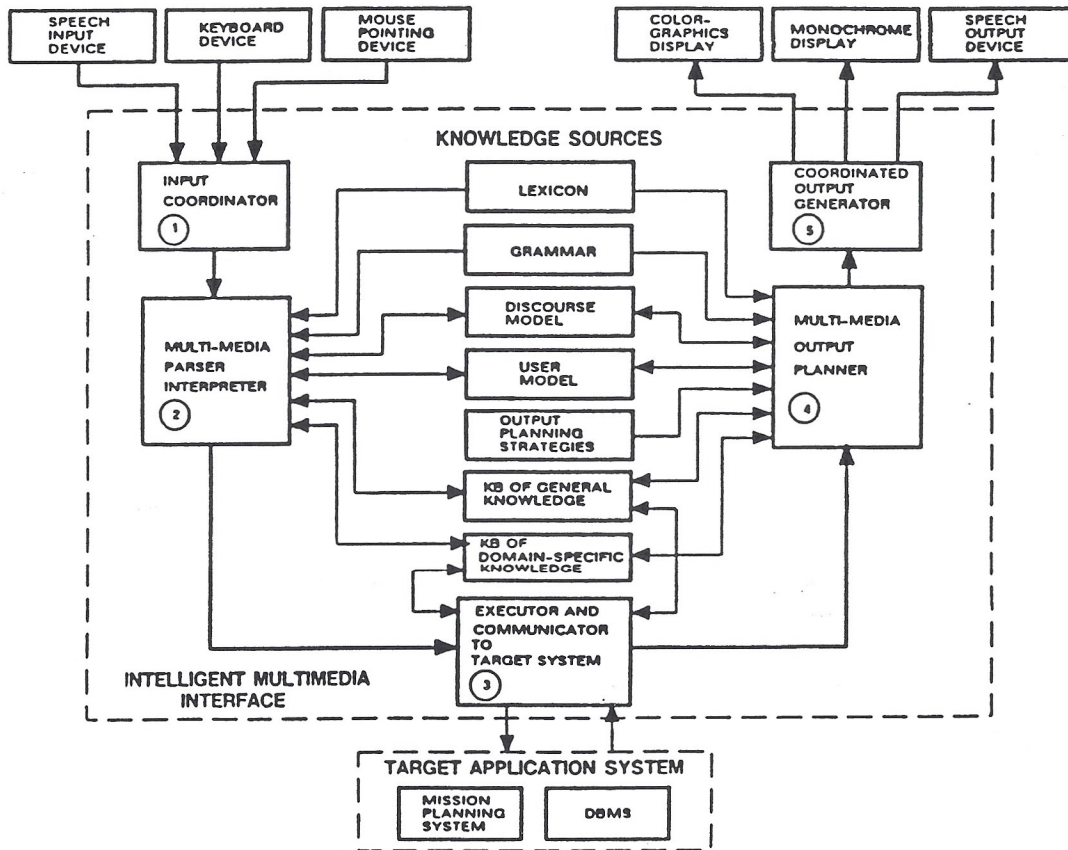 SPEECH
INPUT
DEVICE
KEYBOARD
DEVICE
MOUSE
POINTING
DEVICE
COLOR-
GRAPHICS
DISPLAY
MONOCHROME
DISPLAY
SPEECH
OUTPUT
DEVICE
KNOWLEDGE SOURCES
INPUT
COORDINATOR
1
LEXICON
COORDINATED
OUTPUT
GENERATOR
5
GRAMMAR
MULTI-MEDIA
PARSER
INTERPRETER
2
DISCOURSE
MODEL
MULTI-MEDIA
OUTPUT
PLANNER
4
USER
MODEL
OUTPUT
PLANNING
STRATEGIES
KB OF GENERAL
KNOWLEDGE
KB OF
DOMAIN-SPECIFIC
KNOWLEDGE
EXECUTOR AND
COMMUNICATOR
TO
TARGET SYSTEM
3
INTELLIGENT MULTIMEDIA
INTERFACE
TARGET APPLICATION SYSTEM
MISSION
PLANNING
SYSTEM
DBMS